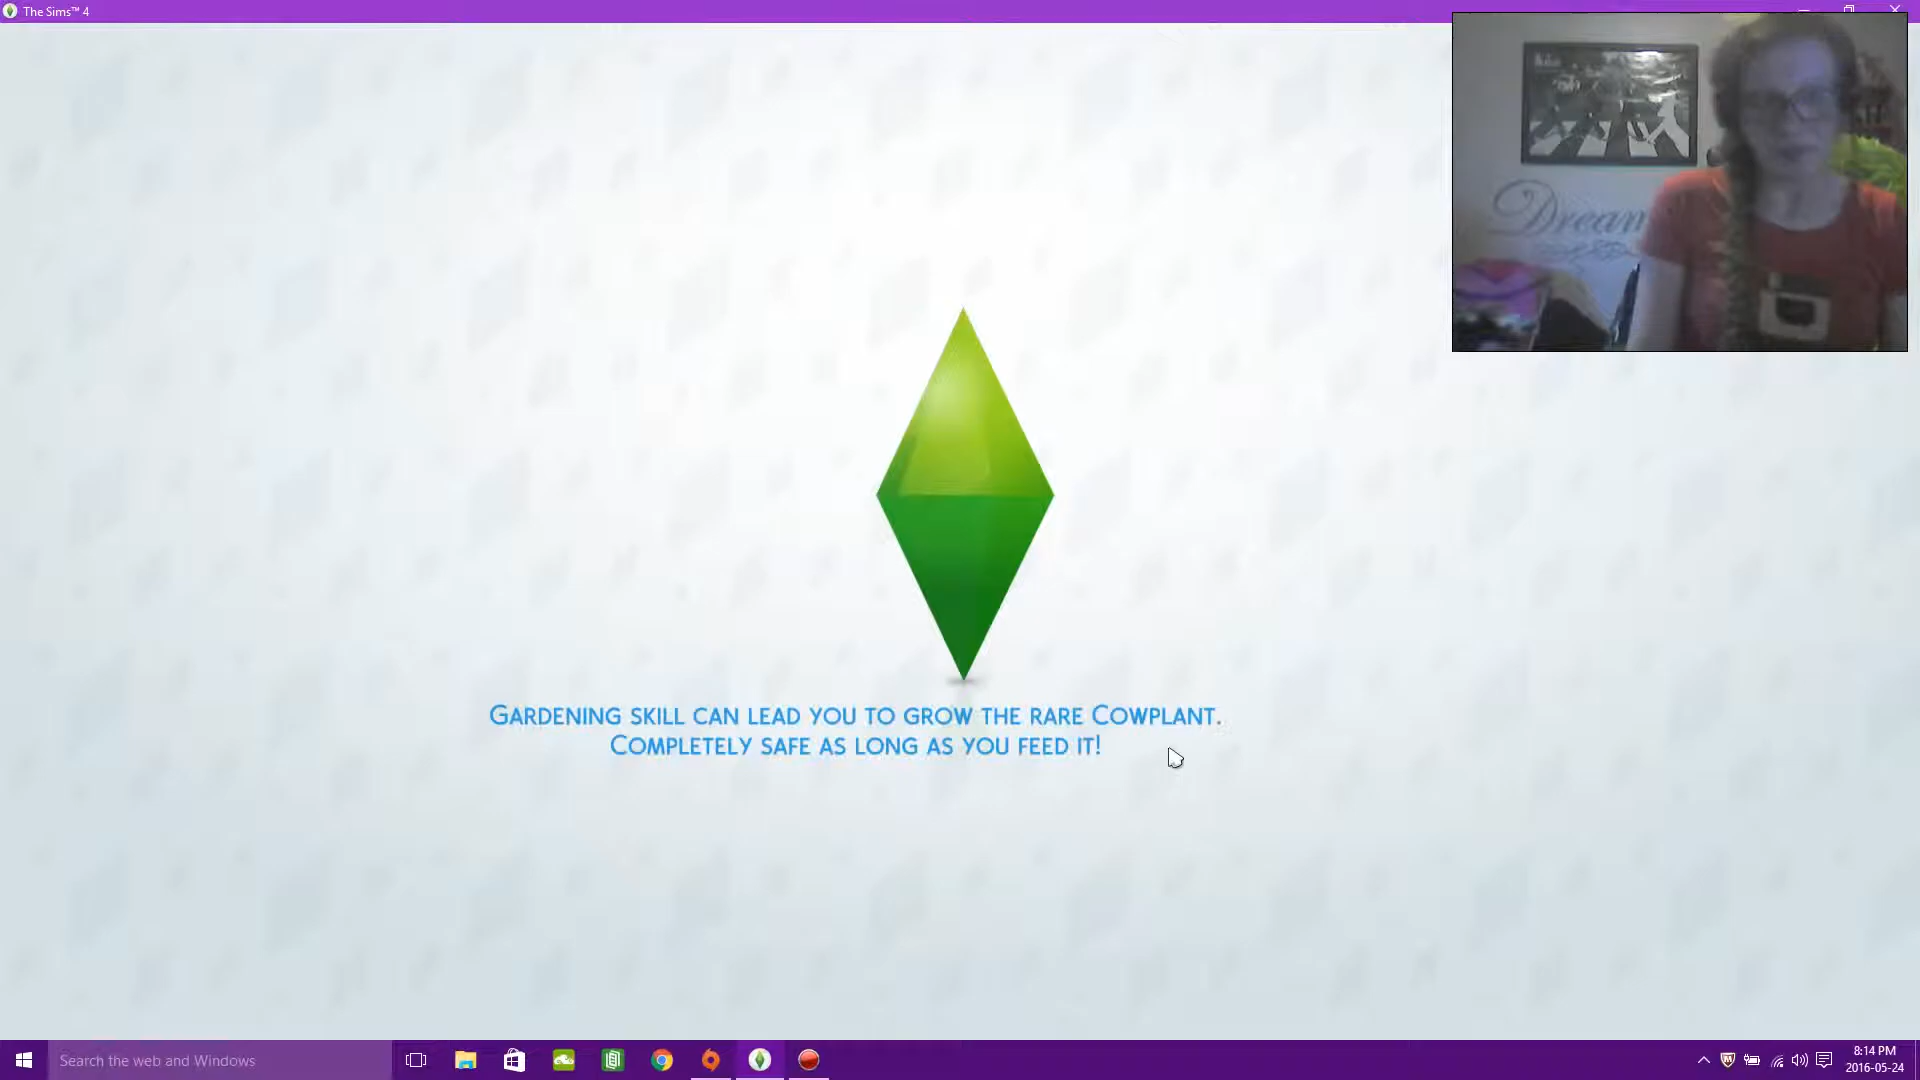 The Sims™ 4
Dream
GARDENING SKILL CAN LEAD YOU TO GROW THE RARE COWPLANT.
COMPLETELY SAFE AS LONG AS YOU FEED IT!
Search the web and Windows
8:14 PM
2016-05-24